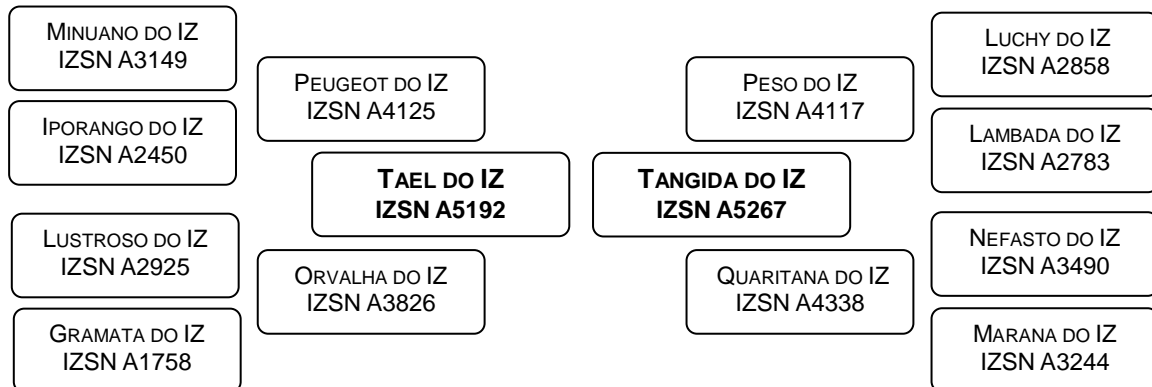 Minuano do IZ
IZSN A3149
Iporango do IZ
IZSN A2450
Lustroso do IZ
IZSN A2925
Gramata do IZ
IZSN A1758
Peugeot do IZ
IZSN A4125
Orvalha do IZ
IZSN A3826
Tael do IZ
IZSN A5192
Tangida do IZ
IZSN A5267
Peso do IZ
IZSN A4117
Quaritana do IZ
IZSN A4338
Luchy do IZ
IZSN A2858
Lambada do IZ
IZSN A2783
Nefasto do IZ
IZSN A3490
Marana do IZ
IZSN A3244